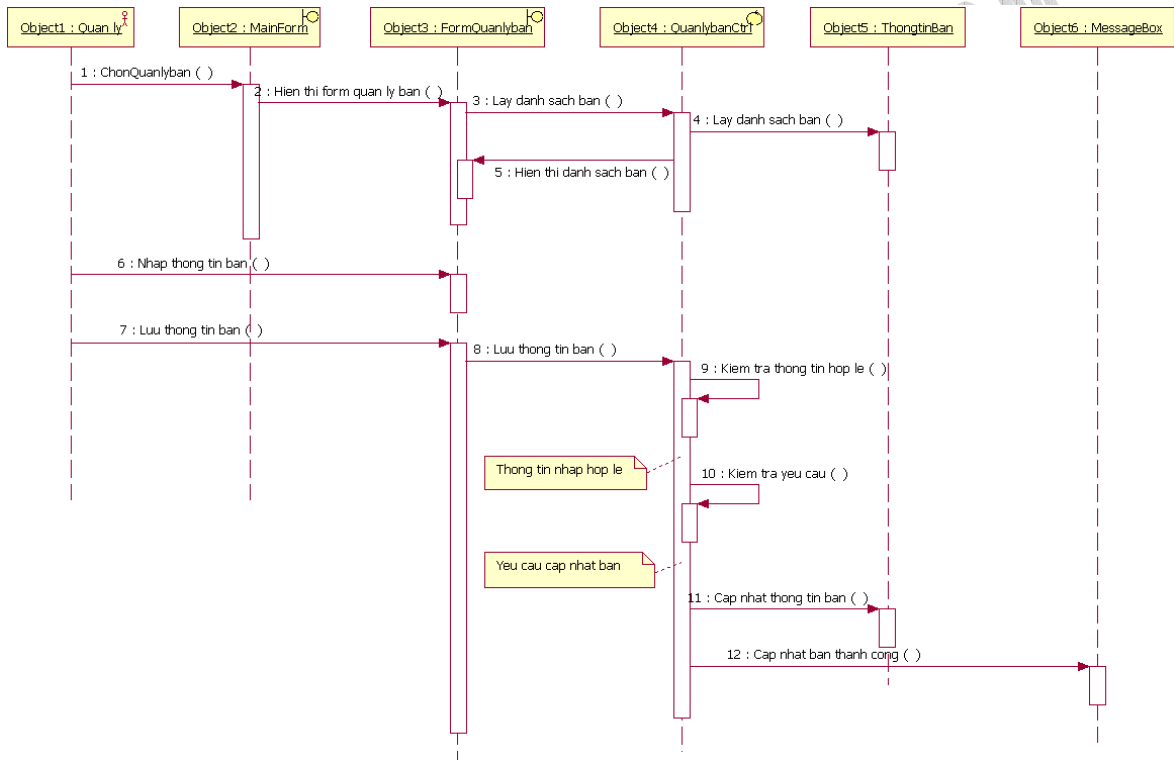 Object1 : Quan ly
Object2 : MainForm
Object3 : FormQuanlyban
Object4 : QuanlybanCtrl
Object5 : ThongtinBan
Object6 : MessageBox
1 : ChonQuanlyban ( )
2 : Hien thi form quan ly ban ( )
3 : Lay danh sach ban ( )
4 : Lay danh sach ban ( )
5 : Hien thi danh sach ban ( )
6 : Nhap thong tin ban ( )
7 : Luu thong tin ban ( )
8 : Luu thong tin ban ( )
9 : Kiem tra thong tin hop le ( )
Thong tin nhap hop le
10 : Kiem tra yeu cau ( )
Yeu cau cap nhat ban
11 : Cap nhat thong tin ban ( )
12 : Cap nhat ban thanh cong ( )